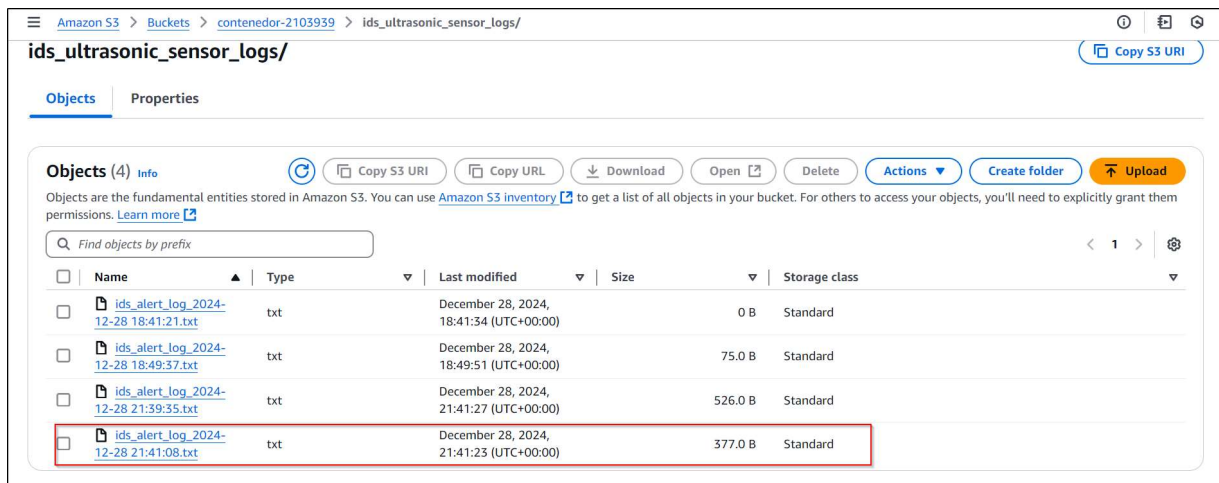 Amazon S3 > Buckets > contenedor-2103939 > ids_ultrasonic_sensor_logs/
ids_ultrasonic_sensor_logs/
Copy S3 URI
Objects
Properties
Objects (4) Info
Copy S3 URI
Copy URL
Download
Open
Delete
Actions
Create folder
Upload
Objects are the fundamental entities stored in Amazon S3. You can use Amazon S3 inventory to get a list of all objects in your bucket. For others to access your objects, you'll need to explicitly grant them
permissions. Learn more
Find objects by prefix
1
Name Type Last modified Size Storage class
ids_alert_log_2024- December 28, 2024,
12-28 18:41:21.txt txt 18:41:34 (UTC+00:00) 0 B Standard
ids_alert_log_2024- December 28, 2024,
12-28 18:49:37.txt txt 18:49:51 (UTC+00:00) 75.0 B Standard
ids_alert_log_2024- December 28, 2024,
12-28 21:39:35.txt txt 21:41:27 (UTC+00:00) 526.0 B Standard
ids_alert_log_2024- December 28, 2024,
12-28 21:41:08.txt txt 21:41:23 (UTC+00:00) 377.0 B Standard